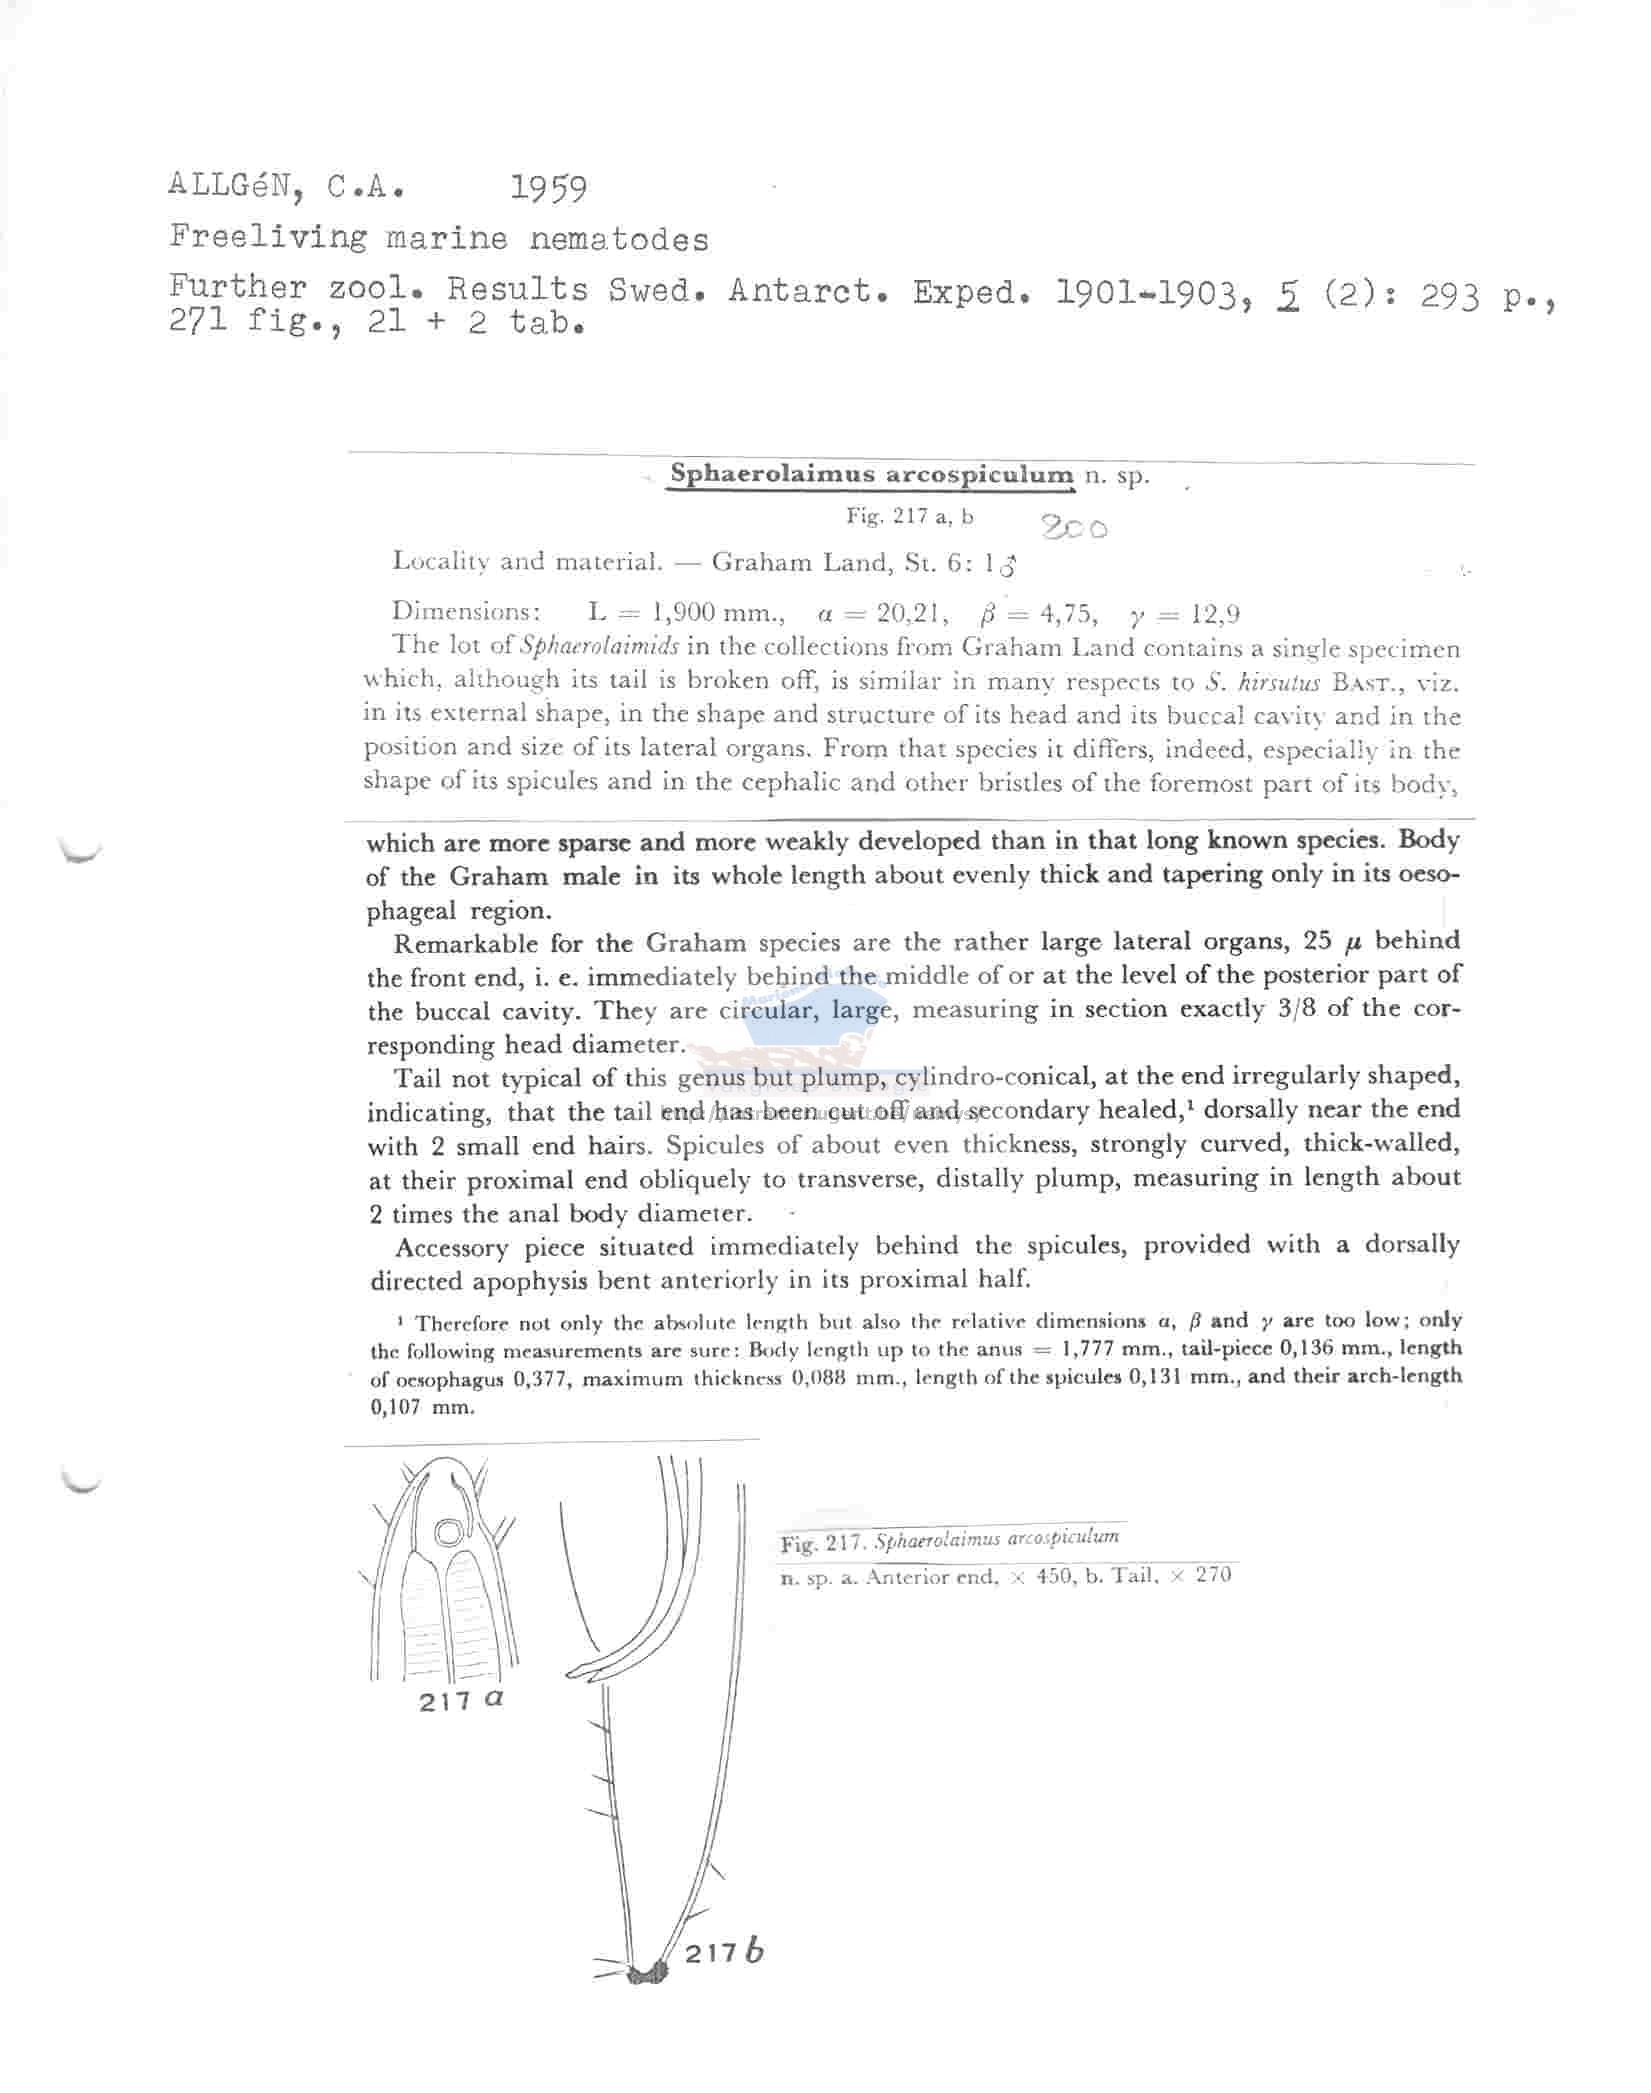 ALLGéN, C.A. 1959
Freeliving marine nematodes
Further zool. Results Swed. Antarct. Exped. 1901-1903, 5 (2): 293 p.,
271 fig., 21 + 2 tab.
Sphaerolaimus arcospiculum n. sp.
Fig. 217 a, b
200
Locality and material. — Graham Land, St. 6: 1♂
Dimensions: L = 1,900 mm., α = 20,21, β = 4,75, γ = 12,9
The lot of Sphaerolaimids in the collections from Graham Land contains a single specimen
which, although its tail is broken off, is similar in many respects to S. hirsutus BAST., viz.
in its external shape, in the shape and structure of its head and its buccal cavity and in the
position and size of its lateral organs. From that species it differs, indeed, especially in the
shape of its spicules and in the cephalic and other bristles of the foremost part of its body,
which are more sparse and more weakly developed than in that long known species. Body
of the Graham male in its whole length about evenly thick and tapering only in its oeso-
phageal region.
Remarkable for the Graham species are the rather large lateral organs, 25 μ behind
the front end, i. e. immediately behind the middle of or at the level of the posterior part of
the buccal cavity. They are circular, large, measuring in section exactly 3/8 of the cor-
responding head diameter.
Tail not typical of this genus but plump, cylindro-conical, at the end irregularly shaped,
indicating, that the tail end has been cut off and secondary healed,¹ dorsally near the end
with 2 small end hairs. Spicules of about even thickness, strongly curved, thick-walled,
at their proximal end obliquely to transverse, distally plump, measuring in length about
2 times the anal body diameter.
Accessory piece situated immediately behind the spicules, provided with a dorsally
directed apophysis bent anteriorly in its proximal half.
¹ Therefore not only the absolute length but also the relative dimensions α, β and γ are too low; only
the following measurements are sure: Body length up to the anus = 1,777 mm., tail-piece 0,136 mm., length
of oesophagus 0,377, maximum thickness 0,088 mm., length of the spicules 0,131 mm., and their arch-length
0,107 mm.
Fig. 217. Sphaerolaimus arcospiculum
n. sp. a. Anterior end, × 450, b. Tail, × 270
217 a
217 b